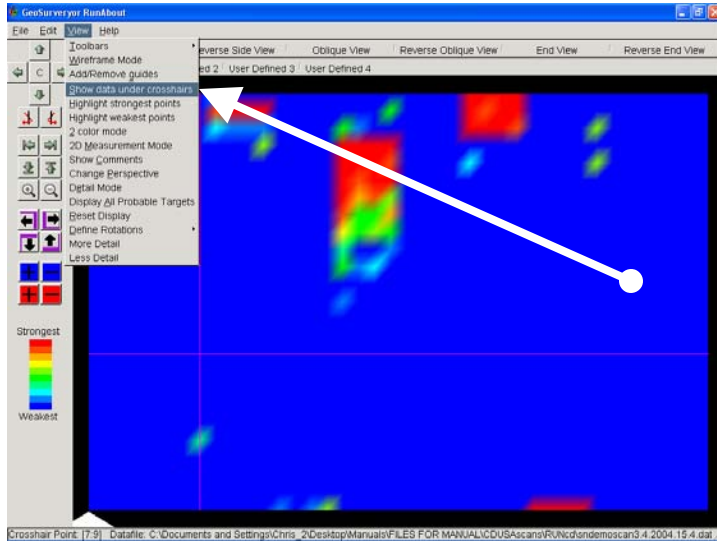 GeoSurveryor RunAbout
File Edit View Help
everse Side View Oblique View Reverse Oblique View End View Reverse End View
ed 2 User Defined 3 User Defined 4
C
Toolbars
Wireframe Mode
Add/Remove guides
Show data under crosshairs
Highlight strongest points
Highlight weakest points
2 color mode
2D Measurement Mode
Show Comments
Change Perspective
Detail Mode
Display All Probable Targets
Reset Display
Define Rotations
More Detail
Less Detail
Strongest
Weakest
Crosshair Point: [7:9] Datafile: C:\Documents and Settings\Chris_2\Desktop\Manuals\FILES FOR MANUAL\CDUSAscans\RUNcd\sndemoscan3.4.2004.15.4.dat